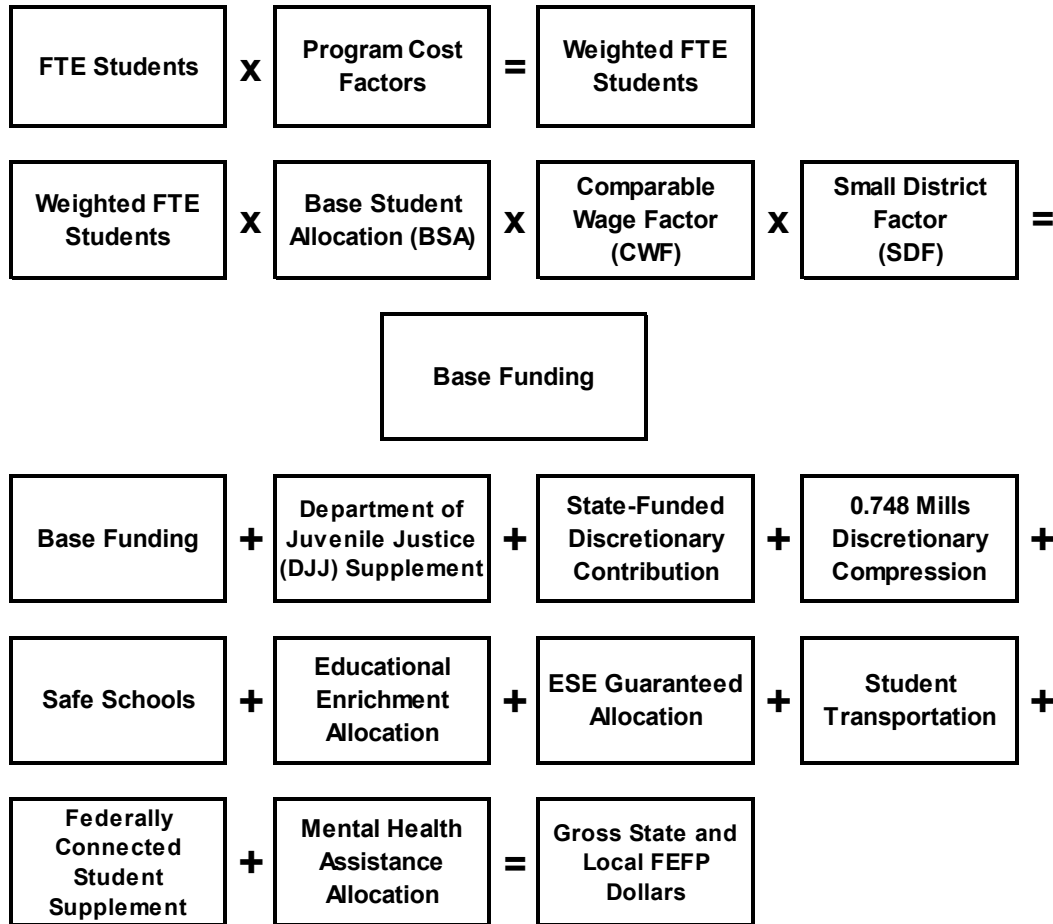 FTE Students x Program Cost Factors = Weighted FTE Students
Weighted FTE Students x Base Student Allocation (BSA) x Comparable Wage Factor (CWF) x Small District Factor (SDF) =
Base Funding
Base Funding + Department of Juvenile Justice (DJJ) Supplement + State-Funded Discretionary Contribution + 0.748 Mills Discretionary Compression +
Safe Schools + Educational Enrichment Allocation + ESE Guaranteed Allocation + Student Transportation +
Federally Connected Student Supplement + Mental Health Assistance Allocation = Gross State and Local FEFP Dollars